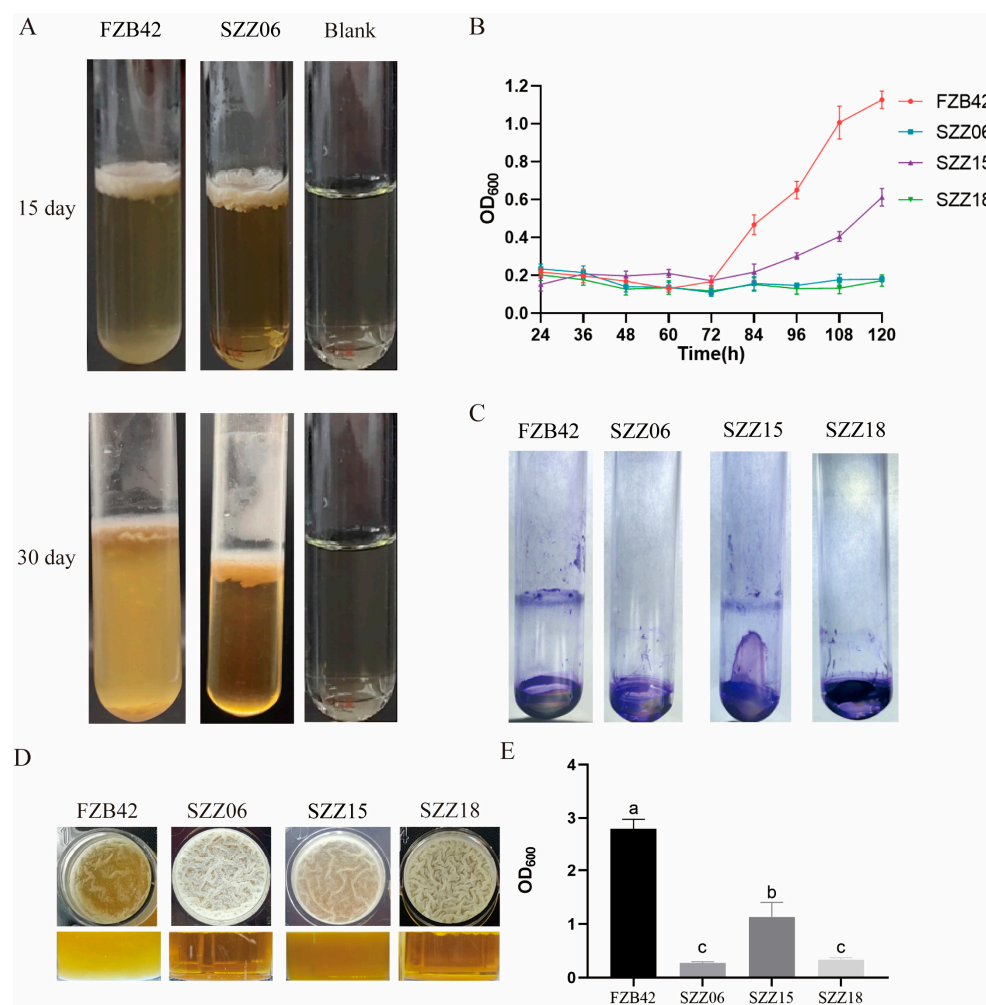 A
FZB42 SZZ06 Blank
15 day
30 day
B
OD600
1.2
1.0
0.8
0.6
0.4
0.2
0.0
24 36 48 60 72 84 96 108 120
Time(h)
FZB42
SZZ06
SZZ15
SZZ18
C
FZB42 SZZ06 SZZ15 SZZ18
D
FZB42 SZZ06 SZZ15 SZZ18
E
OD600
4
3
2
1
0
a
c
b
c
FZB42 SZZ06 SZZ15 SZZ18